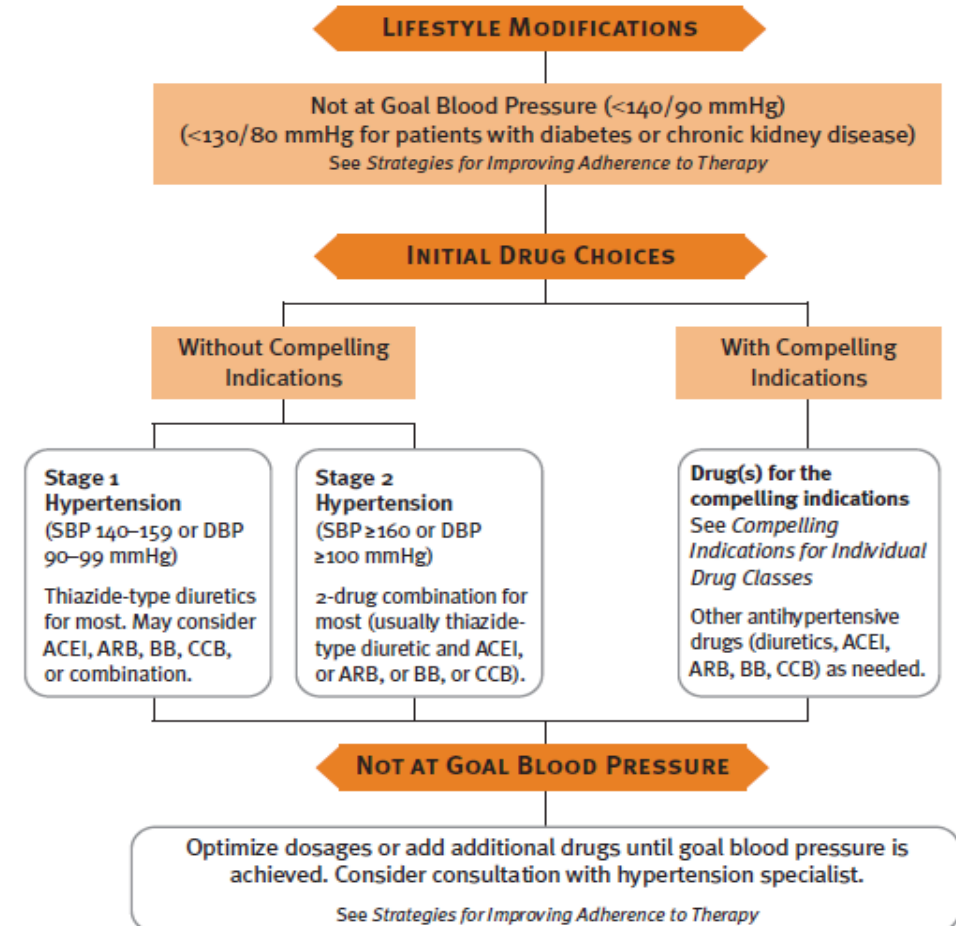 LIFESTYLE MODIFICATIONS
Not at Goal Blood Pressure (<140/90 mmHg)
(<130/80 mmHg for patients with diabetes or chronic kidney disease)
See Strategies for Improving Adherence to Therapy
INITIAL DRUG CHOICES
Without Compelling
Indications
With Compelling
Indications
Stage 1
Hypertension
(SBP 140–159 or DBP
90–99 mmHg)
Thiazide-type diuretics
for most. May consider
ACEI, ARB, BB, CCB,
or combination.
Stage 2
Hypertension
(SBP ≥160 or DBP
≥100 mmHg)
2-drug combination for
most (usually thiazide-
type diuretic and ACEI,
or ARB, or BB, or CCB).
Drug(s) for the
compelling indications
See Compelling
Indications for Individual
Drug Classes
Other antihypertensive
drugs (diuretics, ACEI,
ARB, BB, CCB) as needed.
NOT AT GOAL BLOOD PRESSURE
Optimize dosages or add additional drugs until goal blood pressure is
achieved. Consider consultation with hypertension specialist.
See Strategies for Improving Adherence to Therapy